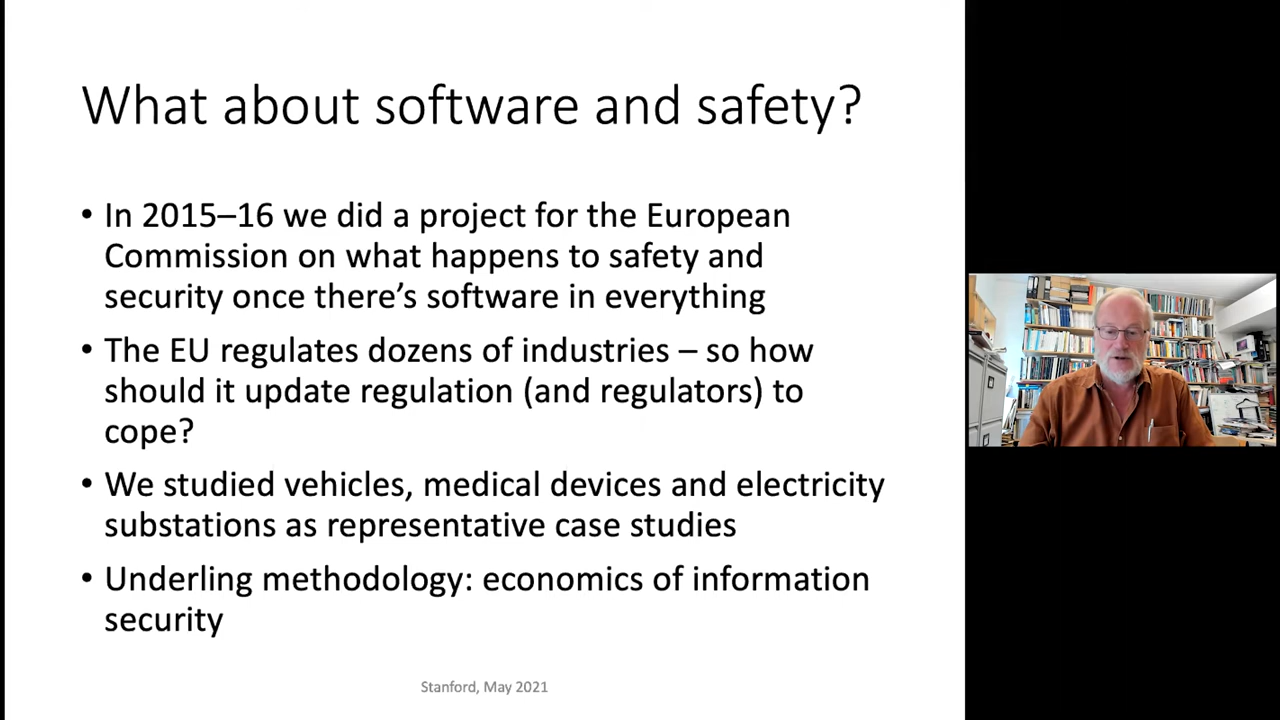 What about software and safety?
• In 2015–16 we did a project for the European
Commission on what happens to safety and
security once there’s software in everything
• The EU regulates dozens of industries – so how
should it update regulation (and regulators) to
cope?
• We studied vehicles, medical devices and electricity
substations as representative case studies
• Underling methodology: economics of information
security
Stanford, May 2021